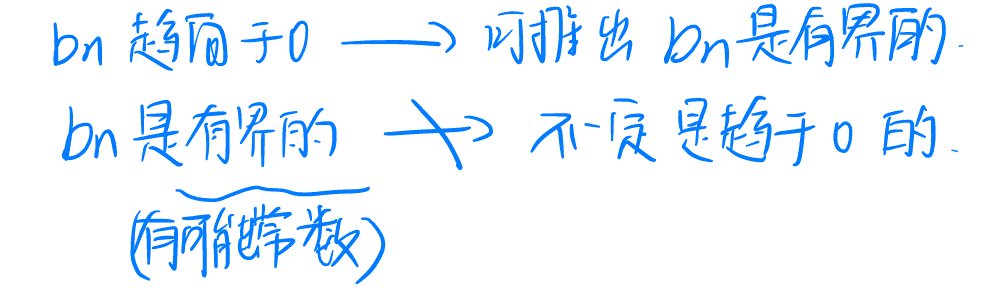 bn 趋向于0 → 可推出 bn是有界的.
bn是有界的 ↛ 不一定是趋于0的.
(有可能常数)